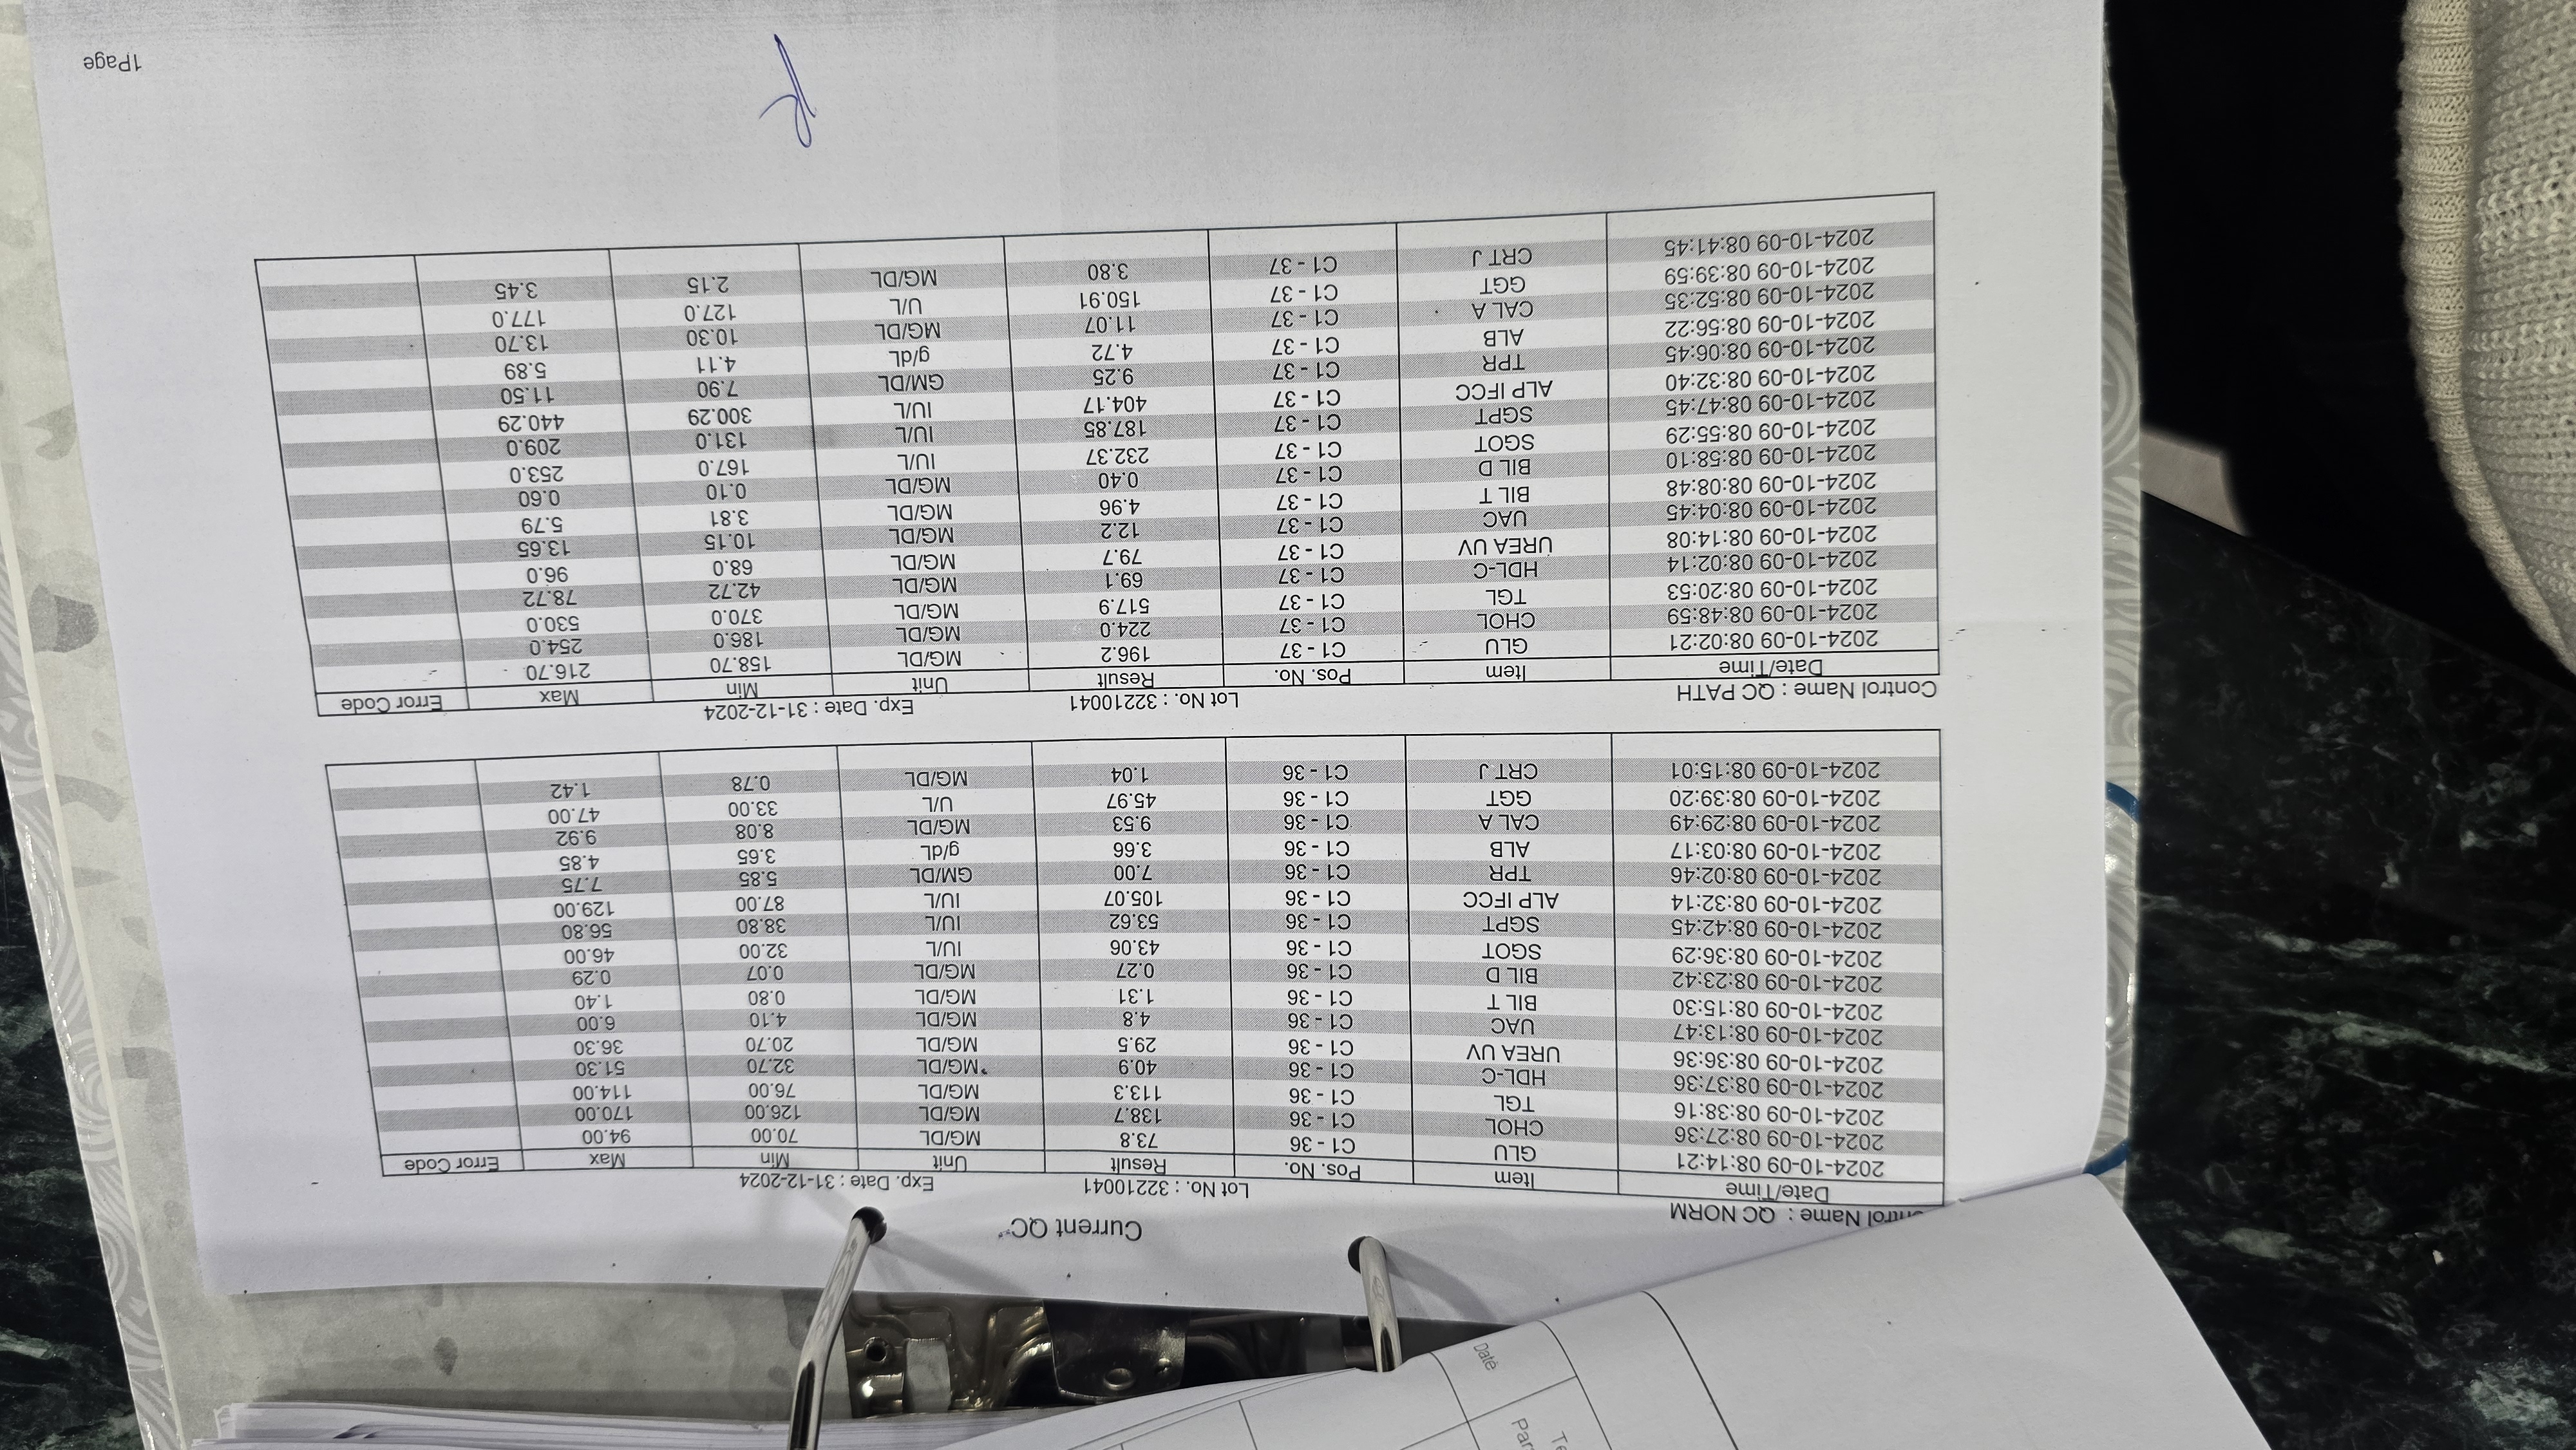 Current QC
ntrol Name : QC NORM Lot No. : 32210041 Exp. Date : 31-12-2024
Date/Time Item Pos. No. Result Unit Min Max Error Code
2024-10-09 08:14:21 GLU C1 - 36 73.8 MG/DL 70.00 94.00
2024-10-09 08:27:36 CHOL C1 - 36 138.7 MG/DL 126.00 170.00
2024-10-09 08:38:16 TGL C1 - 36 113.3 MG/DL 76.00 114.00
2024-10-09 08:37:36 HDL-C C1 - 36 40.9 MG/DL 32.70 51.30
2024-10-09 08:36:36 UREA UV C1 - 36 29.5 MG/DL 20.70 36.30
2024-10-09 08:13:47 UAC C1 - 36 4.8 MG/DL 4.10 6.00
2024-10-09 08:15:30 BIL T C1 - 36 1.31 MG/DL 0.80 1.40
2024-10-09 08:23:42 BIL D C1 - 36 0.27 MG/DL 0.07 0.29
2024-10-09 08:36:29 SGOT C1 - 36 43.06 IU/L 32.00 46.00
2024-10-09 08:42:45 SGPT C1 - 36 53.62 IU/L 38.80 56.80
2024-10-09 08:32:14 ALP IFCC C1 - 36 105.07 IU/L 87.00 129.00
2024-10-09 08:02:46 TPR C1 - 36 7.00 GM/DL 5.85 7.75
2024-10-09 08:03:17 ALB C1 - 36 3.66 g/dL 3.65 4.85
2024-10-09 08:29:49 CAL A C1 - 36 9.53 MG/DL 8.08 9.92
2024-10-09 08:39:20 GGT C1 - 36 45.97 U/L 33.00 47.00
2024-10-09 08:15:01 CRT J C1 - 36 1.04 MG/DL 0.78 1.42
Control Name : QC PATH Lot No. : 32210041 Exp. Date : 31-12-2024
Date/Time Item Pos. No. Result Unit Min Max Error Code
2024-10-09 08:02:21 GLU C1 - 37 196.2 MG/DL 158.70 216.70
2024-10-09 08:48:59 CHOL C1 - 37 224.0 MG/DL 186.0 254.0
2024-10-09 08:20:53 TGL C1 - 37 517.9 MG/DL 370.0 530.0
2024-10-09 08:02:14 HDL-C C1 - 37 69.1 MG/DL 42.72 78.72
2024-10-09 08:14:08 UREA UV C1 - 37 79.7 MG/DL 68.0 96.0
2024-10-09 08:04:45 UAC C1 - 37 12.2 MG/DL 10.15 13.65
2024-10-09 08:08:48 BIL T C1 - 37 4.96 MG/DL 3.81 5.79
2024-10-09 08:58:10 BIL D C1 - 37 0.40 MG/DL 0.10 0.60
2024-10-09 08:55:29 SGOT C1 - 37 232.37 IU/L 167.0 253.0
2024-10-09 08:47:45 SGPT C1 - 37 187.85 IU/L 131.0 209.0
2024-10-09 08:32:40 ALP IFCC C1 - 37 404.17 IU/L 300.29 440.29
2024-10-09 08:06:45 TPR C1 - 37 9.25 GM/DL 7.90 11.50
2024-10-09 08:56:22 ALB C1 - 37 4.72 g/dL 4.11 5.89
2024-10-09 08:52:35 CAL A C1 - 37 11.07 MG/DL 10.30 13.70
2024-10-09 08:39:59 GGT C1 - 37 150.91 U/L 127.0 177.0
2024-10-09 08:41:45 CRT J C1 - 37 3.80 MG/DL 2.15 3.45
1Page
Date